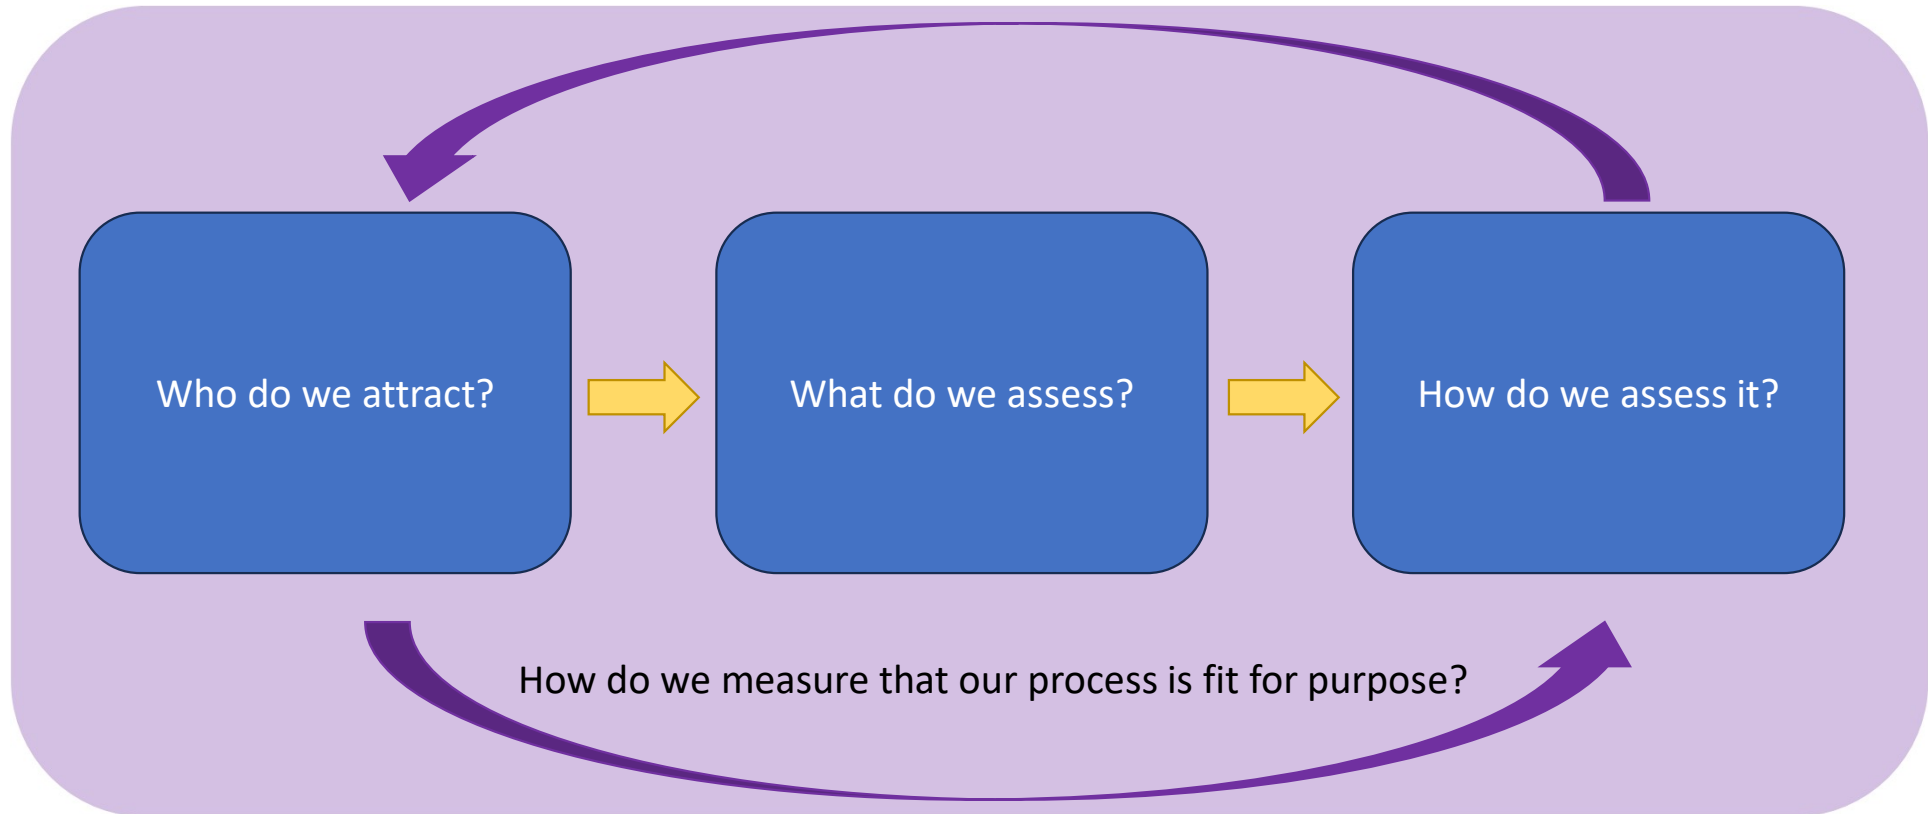 Who do we attract?
What do we assess?
How do we assess it?
How do we measure that our process is fit for purpose?